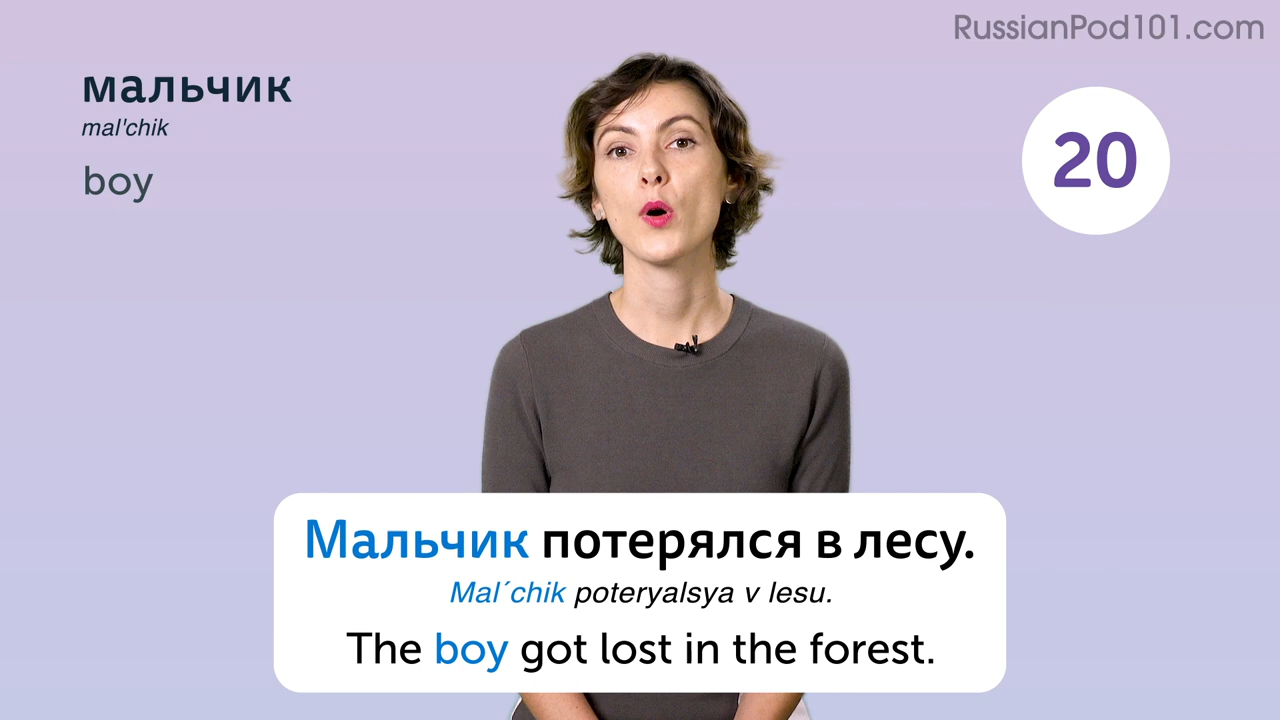 RussianPod101.com
мальчик
mal'chik
boy
20
Мальчик потерялся в лесу.
Mal´chik poteryalsya v lesu.
The boy got lost in the forest.